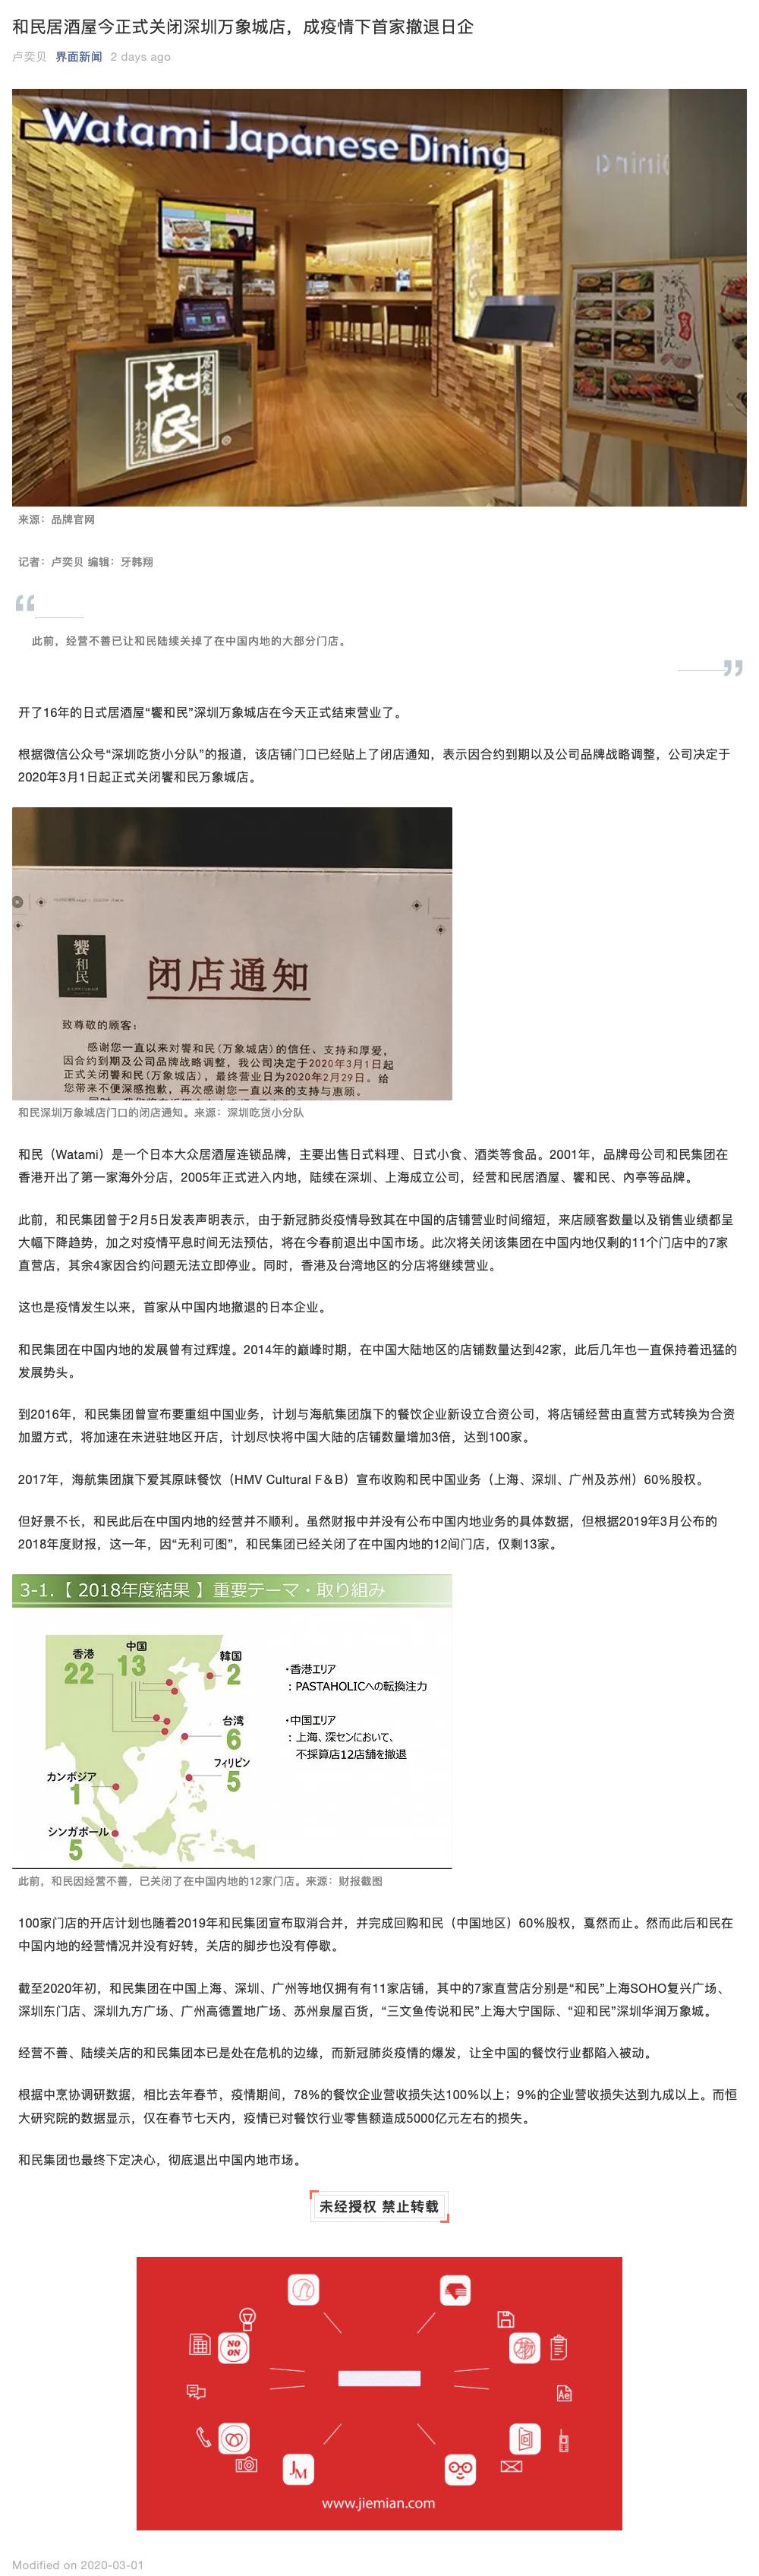 和民居酒屋今正式关闭深圳万象城店，成疫情下首家撤退日企
卢奕贝 界面新闻 2 days ago
Watami Japanese Dining
居食屋
和民
わたみ
来源：品牌官网
记者：卢奕贝 编辑：牙韩翔
“
此前，经营不善已让和民陆续关掉了在中国内地的大部分门店。
”
开了16年的日式居酒屋“饗和民”深圳万象城店在今天正式结束营业了。
根据微信公众号“深圳吃货小分队”的报道，该店铺门口已经贴上了闭店通知，表示因合约到期以及公司品牌战略调整，公司决定于
2020年3月1日起正式关闭饗和民万象城店。
饗和民
闭店通知
致尊敬的顾客：
感谢您一直以来对饗和民(万象城店)的信任、支持和厚爱，
因合约到期及公司品牌战略调整，我公司决定于2020年3月1日起
正式关闭饗和民(万象城店)，最终营业日为2020年2月29日。给
您带来不便深感抱歉，再次感谢您一直以来的支持与惠顾。
和民深圳万象城店门口的闭店通知。来源：深圳吃货小分队
和民（Watami）是一个日本大众居酒屋连锁品牌，主要出售日式料理、日式小食、酒类等食品。2001年，品牌母公司和民集团在
香港开出了第一家海外分店，2005年正式进入内地，陆续在深圳、上海成立公司，经营和民居酒屋、饗和民、内亭等品牌。
此前，和民集团曾于2月5日发表声明表示，由于新冠肺炎疫情导致其在中国的店铺营业时间缩短，来店顾客数量以及销售业绩都呈
大幅下降趋势，加之对疫情平息时间无法预估，将在今春前退出中国市场。此次将关闭该集团在中国内地仅剩的11个门店中的7家
直营店，其余4家因合约问题无法立即停业。同时，香港及台湾地区的分店将继续营业。
这也是疫情发生以来，首家从中国内地撤退的日本企业。
和民集团在中国内地的发展曾有过辉煌。2014年的巅峰时期，在中国大陆地区的店铺数量达到42家，此后几年也一直保持着迅猛的
发展势头。
到2016年，和民集团曾宣布要重组中国业务，计划与海航集团旗下的餐饮企业新设立合资公司，将店铺经营由直营方式转换为合资
加盟方式，将加速在未进驻地区开店，计划尽快将中国大陆的店铺数量增加3倍，达到100家。
2017年，海航集团旗下爱其原味餐饮（HMV Cultural F＆B）宣布收购和民中国业务（上海、深圳、广州及苏州）60%股权。
但好景不长，和民此后在中国内地的经营并不顺利。虽然财报中并没有公布中国内地业务的具体数据，但根据2019年3月公布的
2018年度财报，这一年，因“无利可图”，和民集团已经关闭了在中国内地的12间门店，仅剩13家。
3-1.【 2018年度結果 】重要テーマ・取り組み
香港 22
中国 13
韓国 2
・香港エリア
：PASTAHOLICへの転換注力
台湾 6
・中国エリア
：上海、深センにおいて、
不採算店12店舗を撤退
フィリピン 5
カンボジア 1
シンガポール 5
此前，和民因经营不善，已关闭了在中国内地的12家门店。来源：财报截图
100家门店的开店计划也随着2019年和民集团宣布取消合并，并完成回购和民（中国地区）60%股权，戛然而止。然而此后和民在
中国内地的经营情况并没有好转，关店的脚步也没有停歇。
截至2020年初，和民集团在中国上海、深圳、广州等地仅拥有有11家店铺，其中的7家直营店分别是“和民”上海SOHO复兴广场、
深圳东门店、深圳九方广场、广州高德置地广场、苏州泉屋百货，“三文鱼传说和民”上海大宁国际、“迎和民”深圳华润万象城。
经营不善、陆续关店的和民集团本已是处在危机的边缘，而新冠肺炎疫情的爆发，让全中国的餐饮行业都陷入被动。
根据中烹协调研数据，相比去年春节，疫情期间，78%的餐饮企业营收损失达100%以上；9%的企业营收损失达到九成以上。而恒
大研究院的数据显示，仅在春节七天内，疫情已对餐饮行业零售额造成5000亿元左右的损失。
和民集团也最终下定决心，彻底退出中国内地市场。
未经授权 禁止转载
NO
ON
Ae
JM
www.jiemian.com
Modified on 2020-03-01